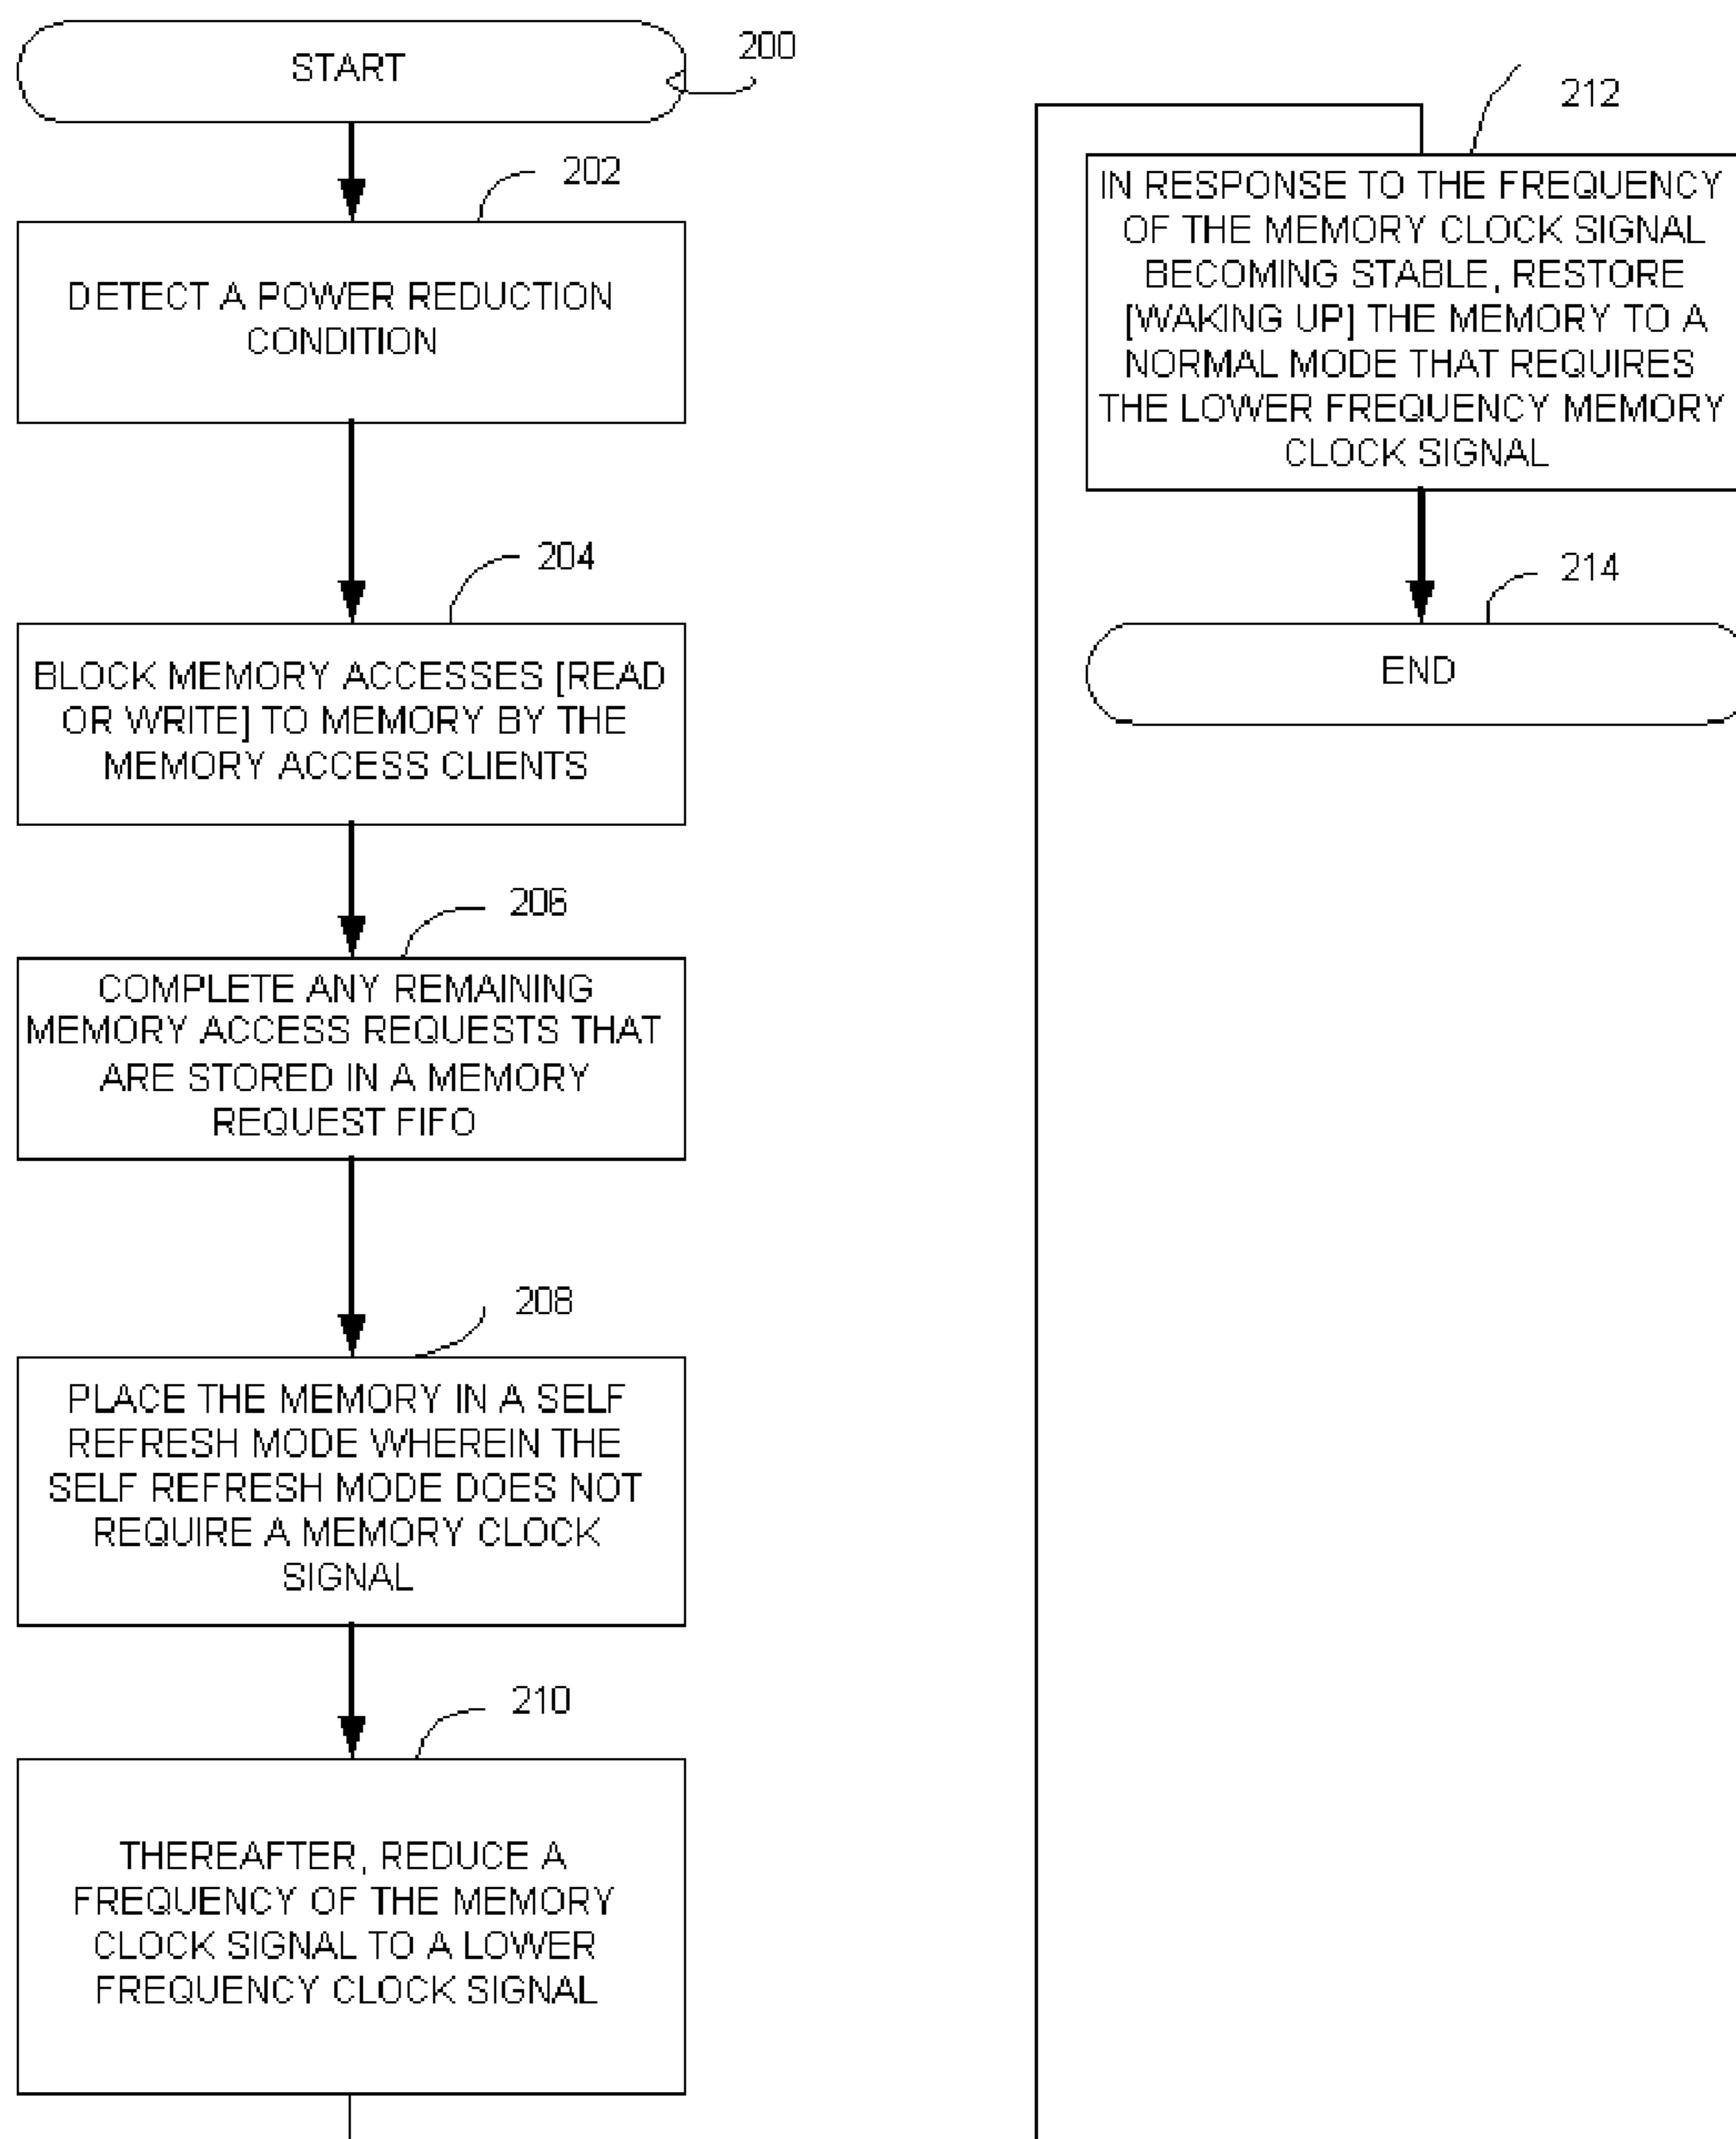 START
200
202
DETECT A POWER REDUCTION
CONDITION
204
BLOCK MEMORY ACCESSES [READ
OR WRITE] TO MEMORY BY THE
MEMORY ACCESS CLIENTS
206
COMPLETE ANY REMAINING
MEMORY ACCESS REQUESTS THAT
ARE STORED IN A MEMORY
REQUEST FIFO
208
PLACE THE MEMORY IN A SELF
REFRESH MODE WHEREIN THE
SELF REFRESH MODE DOES NOT
REQUIRE A MEMORY CLOCK
SIGNAL
210
THEREAFTER, REDUCE A
FREQUENCY OF THE MEMORY
CLOCK SIGNAL TO A LOWER
FREQUENCY CLOCK SIGNAL
212
IN RESPONSE TO THE FREQUENCY
OF THE MEMORY CLOCK SIGNAL
BECOMING STABLE, RESTORE
[WAKING UP] THE MEMORY TO A
NORMAL MODE THAT REQUIRES
THE LOWER FREQUENCY MEMORY
CLOCK SIGNAL
214
END